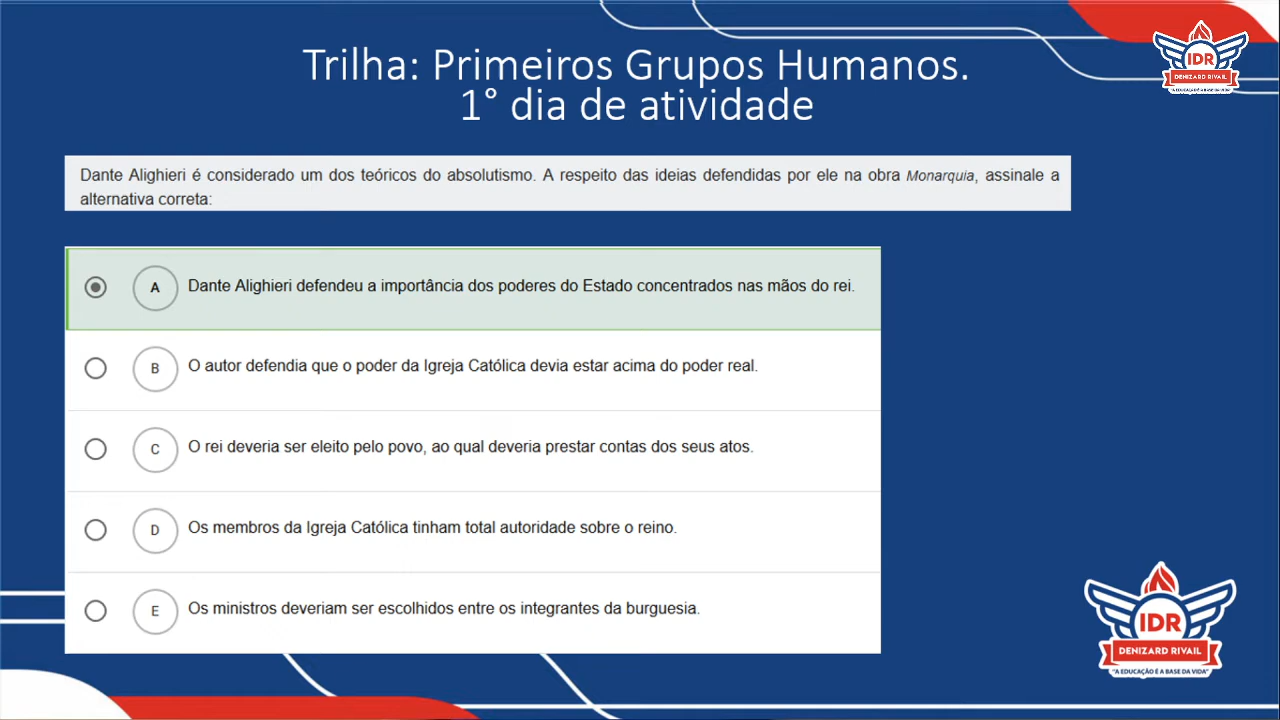 Trilha: Primeiros Grupos Humanos.
1° dia de atividade
IDR
DENIZARD RIVAIL
"A EDUCAÇÃO É A BASE DA VIDA"
Dante Alighieri é considerado um dos teóricos do absolutismo. A respeito das ideias defendidas por ele na obra Monarquia, assinale a
alternativa correta:
A Dante Alighieri defendeu a importância dos poderes do Estado concentrados nas mãos do rei.
B O autor defendia que o poder da Igreja Católica devia estar acima do poder real.
C O rei deveria ser eleito pelo povo, ao qual deveria prestar contas dos seus atos.
D Os membros da Igreja Católica tinham total autoridade sobre o reino.
E Os ministros deveriam ser escolhidos entre os integrantes da burguesia.
IDR
DENIZARD RIVAIL
"A EDUCAÇÃO É A BASE DA VIDA"